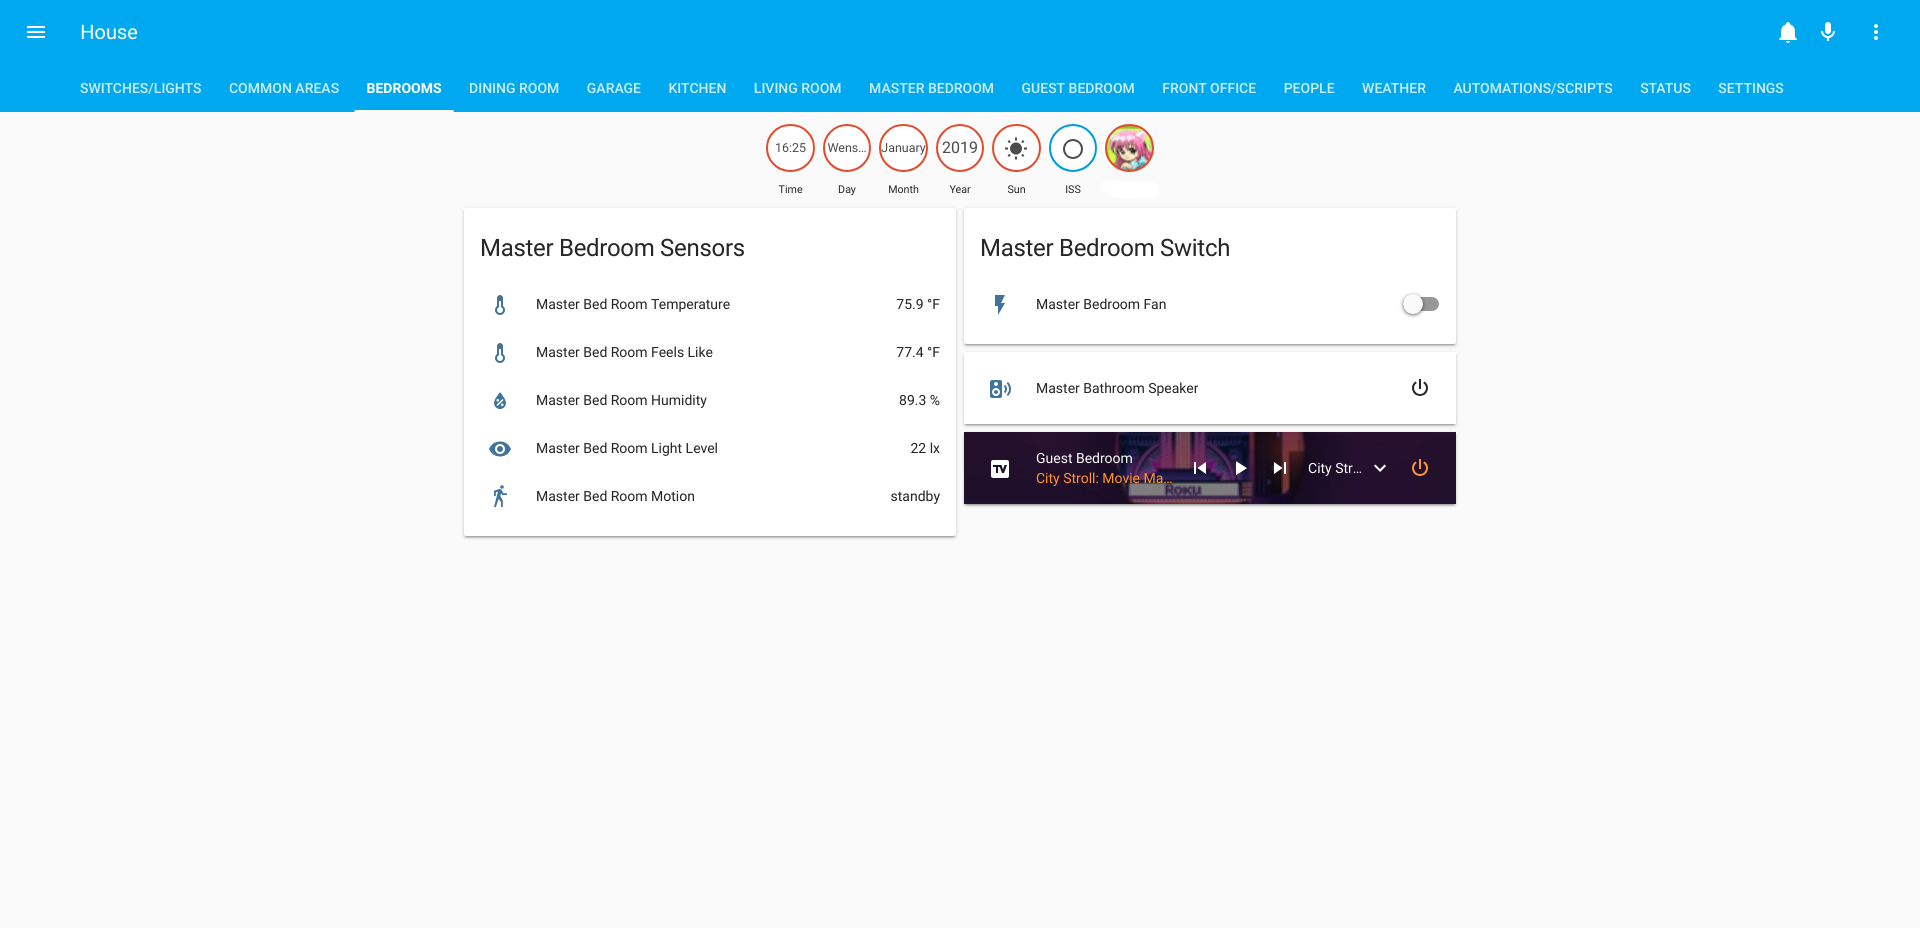 House
SWITCHES/LIGHTS COMMON AREAS BEDROOMS DINING ROOM GARAGE KITCHEN LIVING ROOM MASTER BEDROOM GUEST BEDROOM FRONT OFFICE PEOPLE WEATHER AUTOMATIONS/SCRIPTS STATUS SETTINGS
16:25 Wens... January 2019
Time Day Month Year Sun ISS
Master Bedroom Sensors
Master Bed Room Temperature 75.9 °F
Master Bed Room Feels Like 77.4 °F
Master Bed Room Humidity 89.3 %
Master Bed Room Light Level 22 lx
Master Bed Room Motion standby
Master Bedroom Switch
Master Bedroom Fan
Master Bathroom Speaker
TV
Guest Bedroom
City Stroll: Movie Ma...
City Str...
Roku